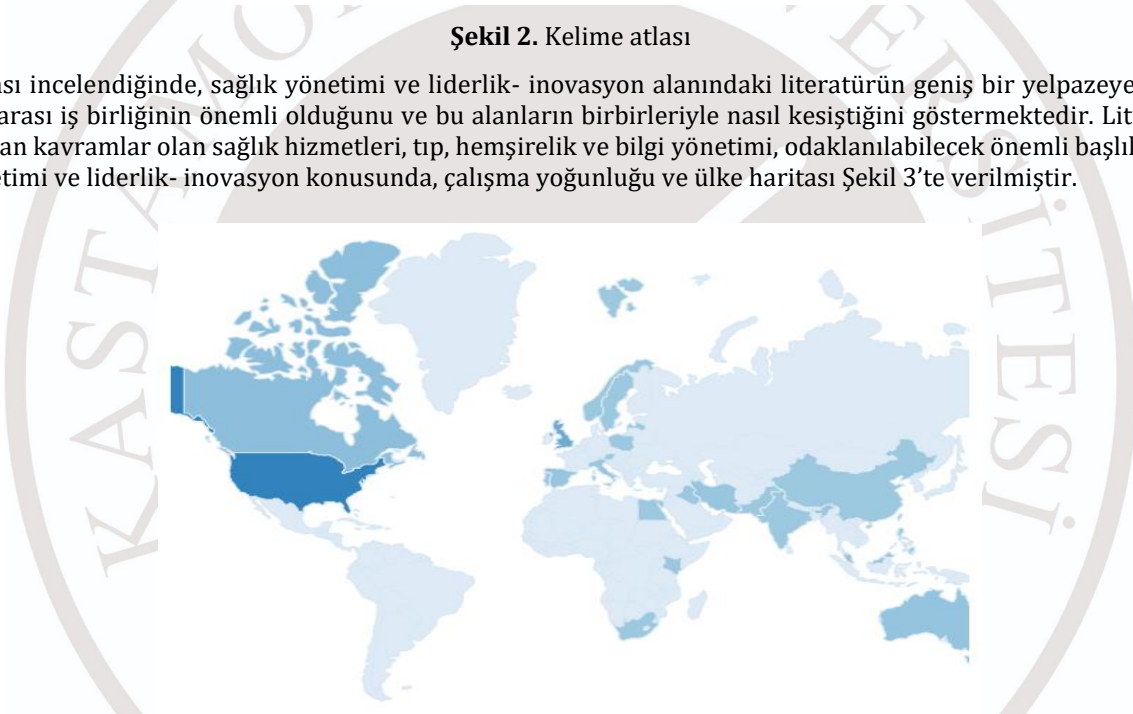 Şekil 2. Kelime atlası
ası incelendiğinde, sağlık yönetimi ve liderlik- inovasyon alanındaki literatürün geniş bir yelpazeye
arası iş birliğinin önemli olduğunu ve bu alanların birbirleriyle nasıl kesiştiğini göstermektedir. Lit
an kavramlar olan sağlık hizmetleri, tıp, hemşirelik ve bilgi yönetimi, odaklanılabilecek önemli başlık
etimi ve liderlik- inovasyon konusunda, çalışma yoğunluğu ve ülke haritası Şekil 3’te verilmiştir.